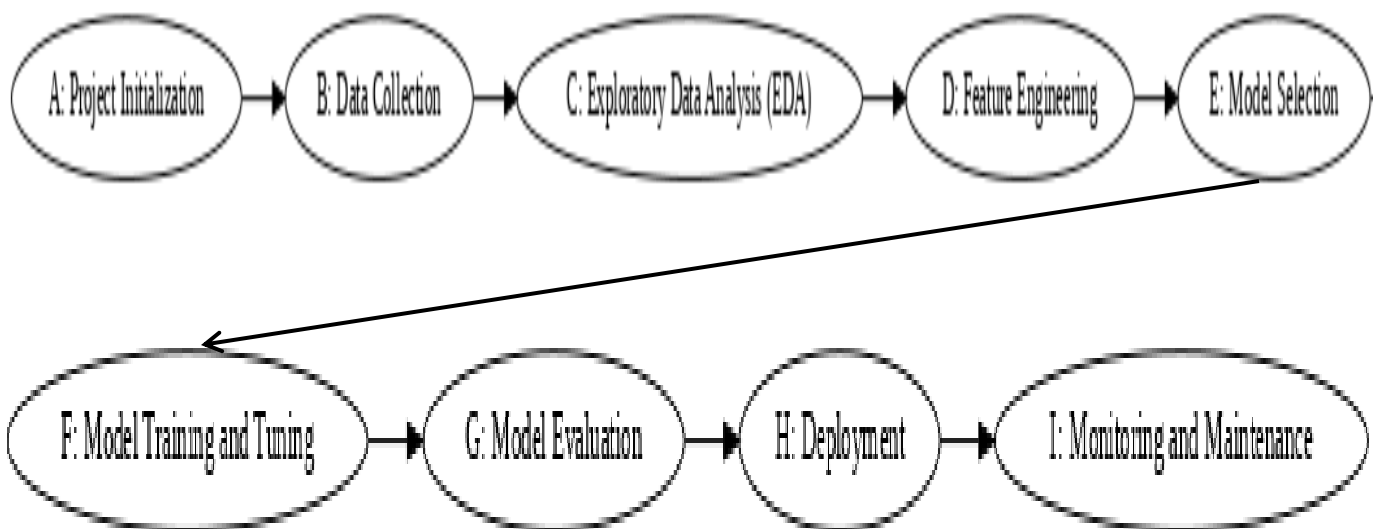 A: Project Initialization
B: Data Collection
C: Exploratory Data Analysis (EDA)
D: Feature Engineering
E: Model Selection
F: Model Training and Tuning
G: Model Evaluation
H: Deployment
I: Monitoring and Maintenance